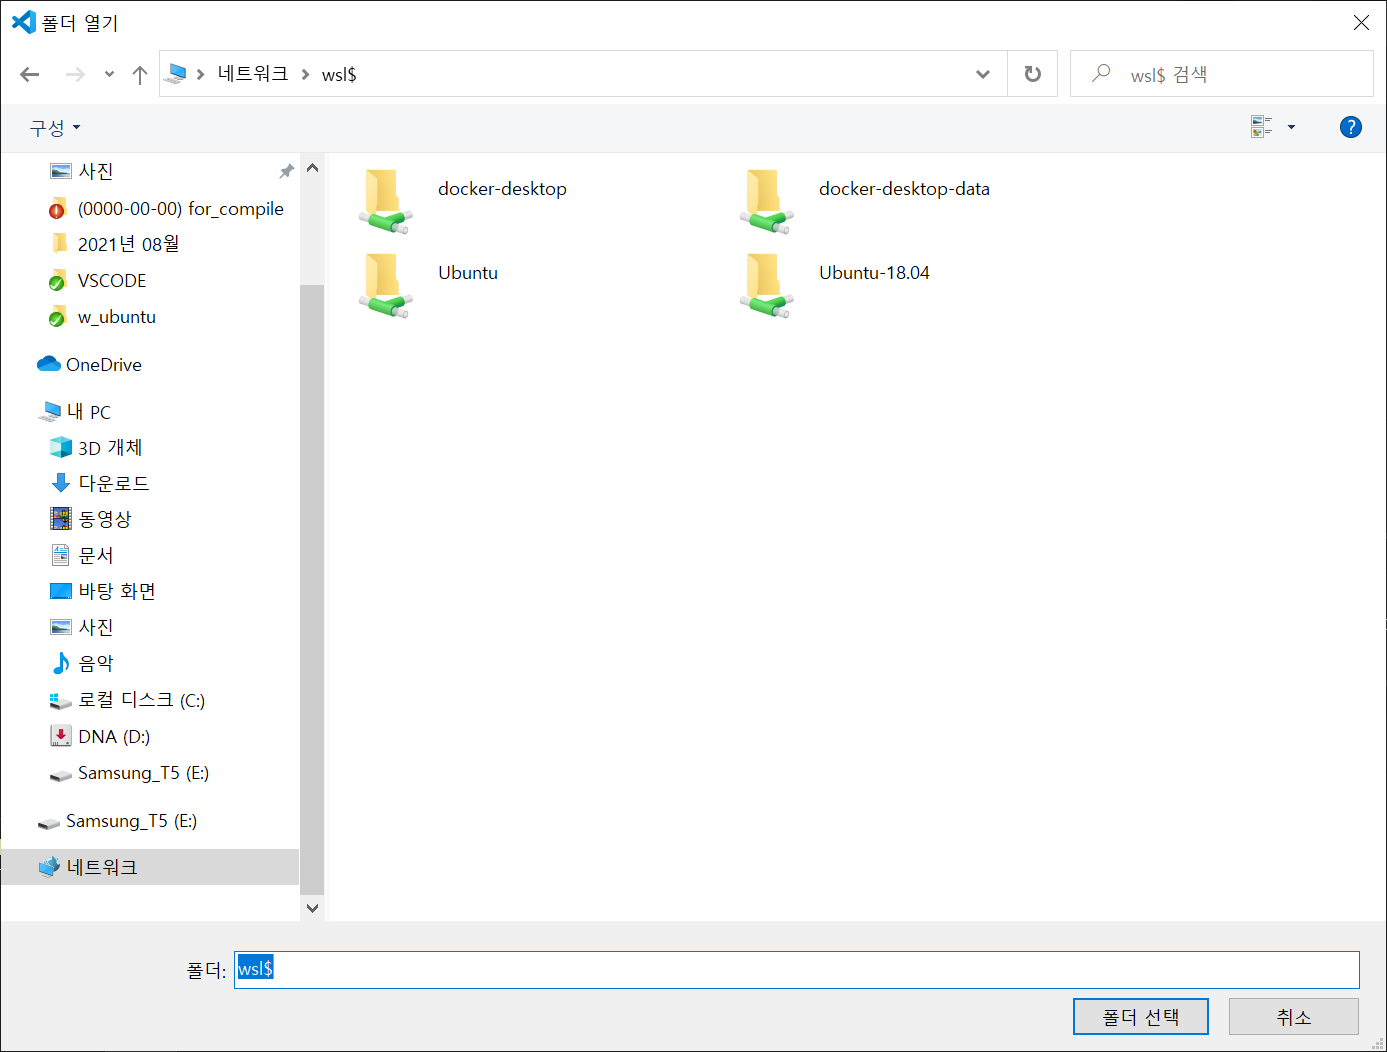 폴더 열기
네트워크
wsl$
wsl$ 검색
구성
?
사진
(0000-00-00) for_compile
2021년 08월
VSCODE
w_ubuntu
OneDrive
내 PC
3D 개체
다운로드
동영상
문서
바탕 화면
사진
음악
로컬 디스크 (C:)
DNA (D:)
Samsung_T5 (E:)
Samsung_T5 (E:)
네트워크
docker-desktop
docker-desktop-data
Ubuntu
Ubuntu-18.04
폴더:
wsl$
폴더 선택
취소